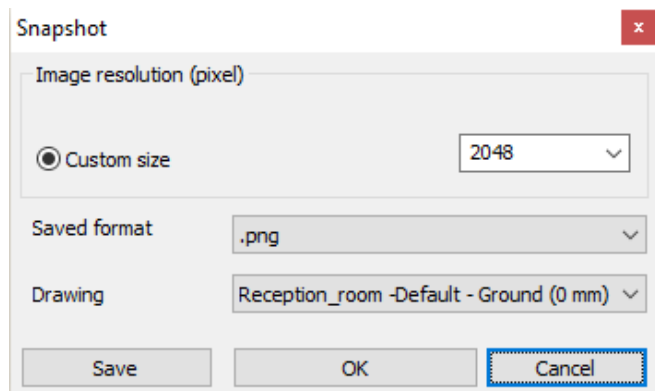 Snapshot
x
Image resolution (pixel)
Custom size 2048
Saved format .png
Drawing Reception_room -Default - Ground (0 mm)
Save OK Cancel